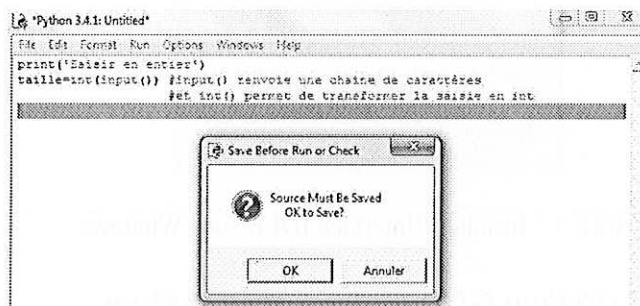 *Python 3.4.1: Untitled*
File Edit Format Run Options Windows Help
print('Saisir en entier')
taille=int(input()) #input() renvoie une chaîne de caractères
#et int() permet de transformer la saisie en int
Save Before Run or Check
Source Must Be Saved
OK to Save?
OK Annuler